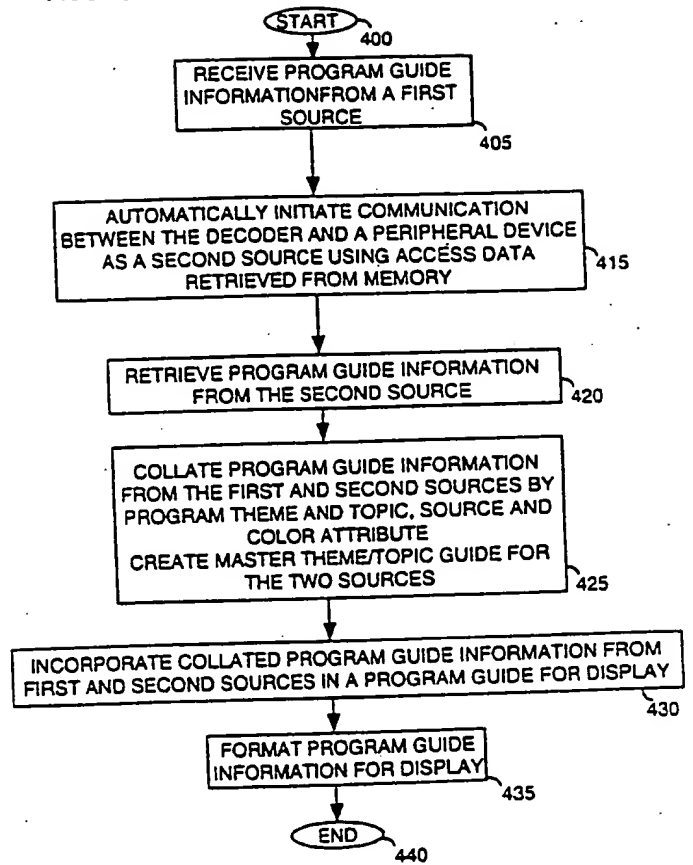 START
400
RECEIVE PROGRAM GUIDE
INFORMATIONFROM A FIRST
SOURCE
405
AUTOMATICALLY INITIATE COMMUNICATION
BETWEEN THE DECODER AND A PERIPHERAL DEVICE
AS A SECOND SOURCE USING ACCESS DATA
RETRIEVED FROM MEMORY
415
RETRIEVE PROGRAM GUIDE INFORMATION
FROM THE SECOND SOURCE
420
COLLATE PROGRAM GUIDE INFORMATION
FROM THE FIRST AND SECOND SOURCES BY
PROGRAM THEME AND TOPIC, SOURCE AND
COLOR ATTRIBUTE
CREATE MASTER THEME/TOPIC GUIDE FOR
THE TWO SOURCES
425
INCORPORATE COLLATED PROGRAM GUIDE INFORMATION FROM
FIRST AND SECOND SOURCES IN A PROGRAM GUIDE FOR DISPLAY
430
FORMAT PROGRAM GUIDE
INFORMATION FOR DISPLAY
435
END
440